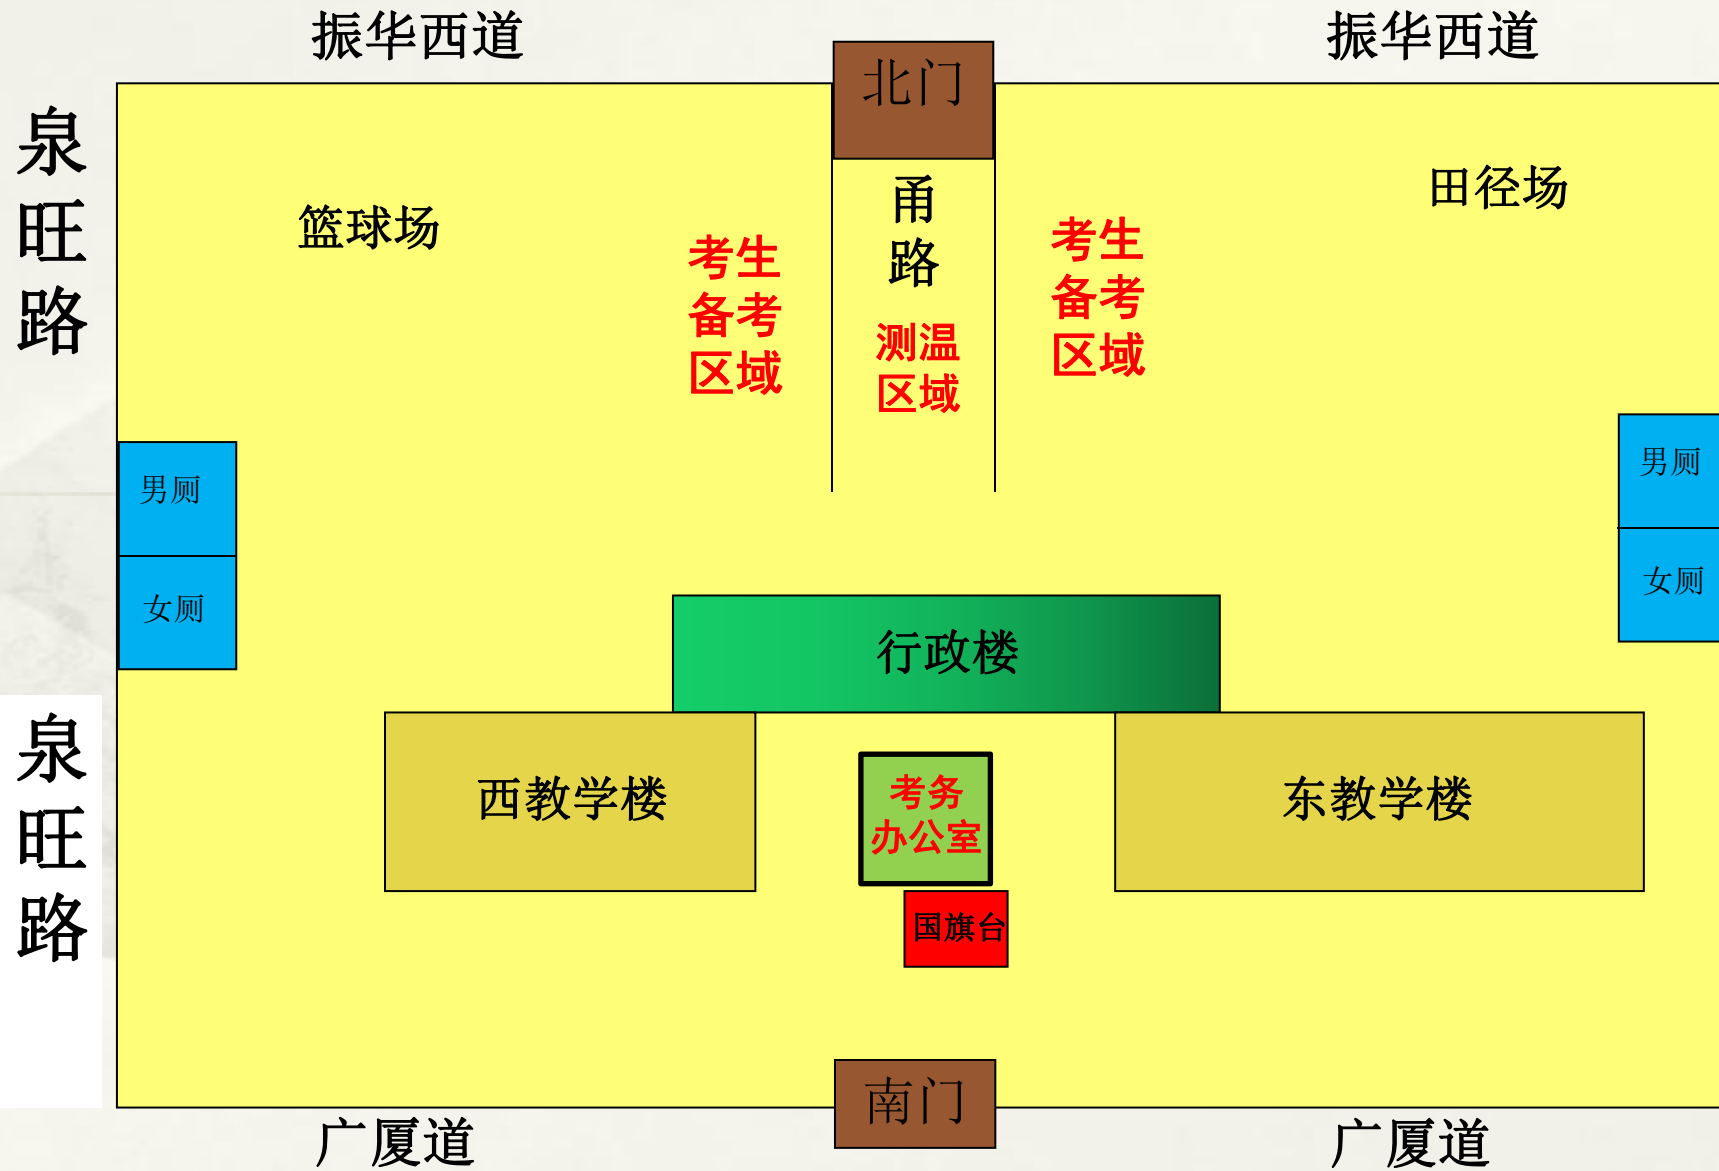 振华西道
振华西道
北门
泉
旺
路
甬
路
田径场
篮球场
考生
备考
区域
测温
区域
考生
备考
区域
男厕
女厕
男厕
女厕
行政楼
泉
旺
路
西教学楼
考务
办公室
东教学楼
国旗台
南门
广厦道
广厦道